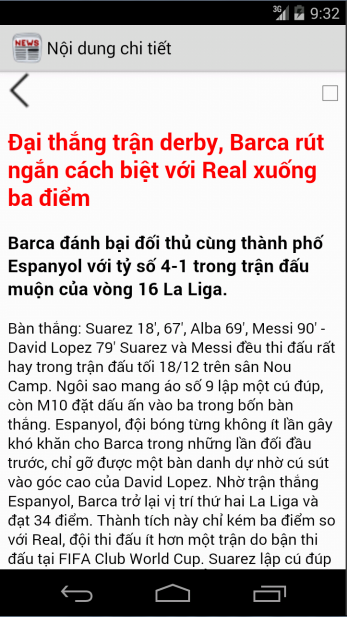 3G 9:32
NEWS Nội dung chi tiết
Đại thắng trận derby, Barca rút
ngắn cách biệt với Real xuống
ba điểm
Barca đánh bại đối thủ cùng thành phố
Espanyol với tỷ số 4-1 trong trận đấu
muộn của vòng 16 La Liga.
Bàn thắng: Suarez 18', 67', Alba 69', Messi 90' -
David Lopez 79' Suarez và Messi đều thi đấu rất
hay trong trận đấu tối 18/12 trên sân Nou
Camp. Ngôi sao mang áo số 9 lập một cú đúp,
còn M10 đặt dấu ấn vào ba trong bốn bàn
thắng. Espanyol, đội bóng từng không ít lần gây
khó khăn cho Barca trong những lần đối đầu
trước, chỉ gỡ được một bàn danh dự nhờ cú sút
vào góc cao của David Lopez. Nhờ trận thắng
Espanyol, Barca trở lại vị trí thứ hai La Liga và
đạt 34 điểm. Thành tích này chỉ kém ba điểm so
với Real, đội thi đấu ít hơn một trận do bận thi
đấu tại FIFA Club World Cup. Suarez lập cú đúp